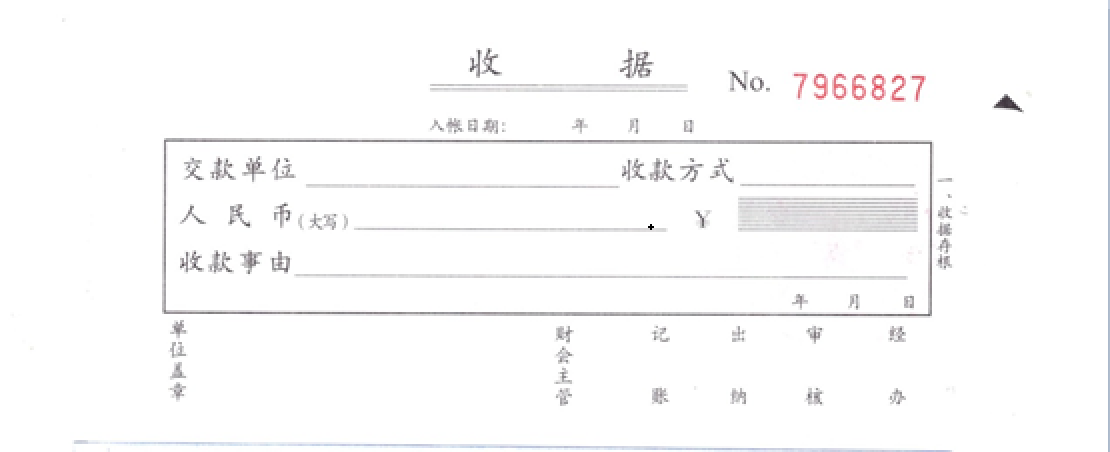 收 据
No. 7966827
入帐日期: 年 月 日
交款单位 收款方式
人民币(大写) ¥
收款事由
年 月 日
一、收据存根
单位盖章 财会主管 记账 出纳 审核 经办